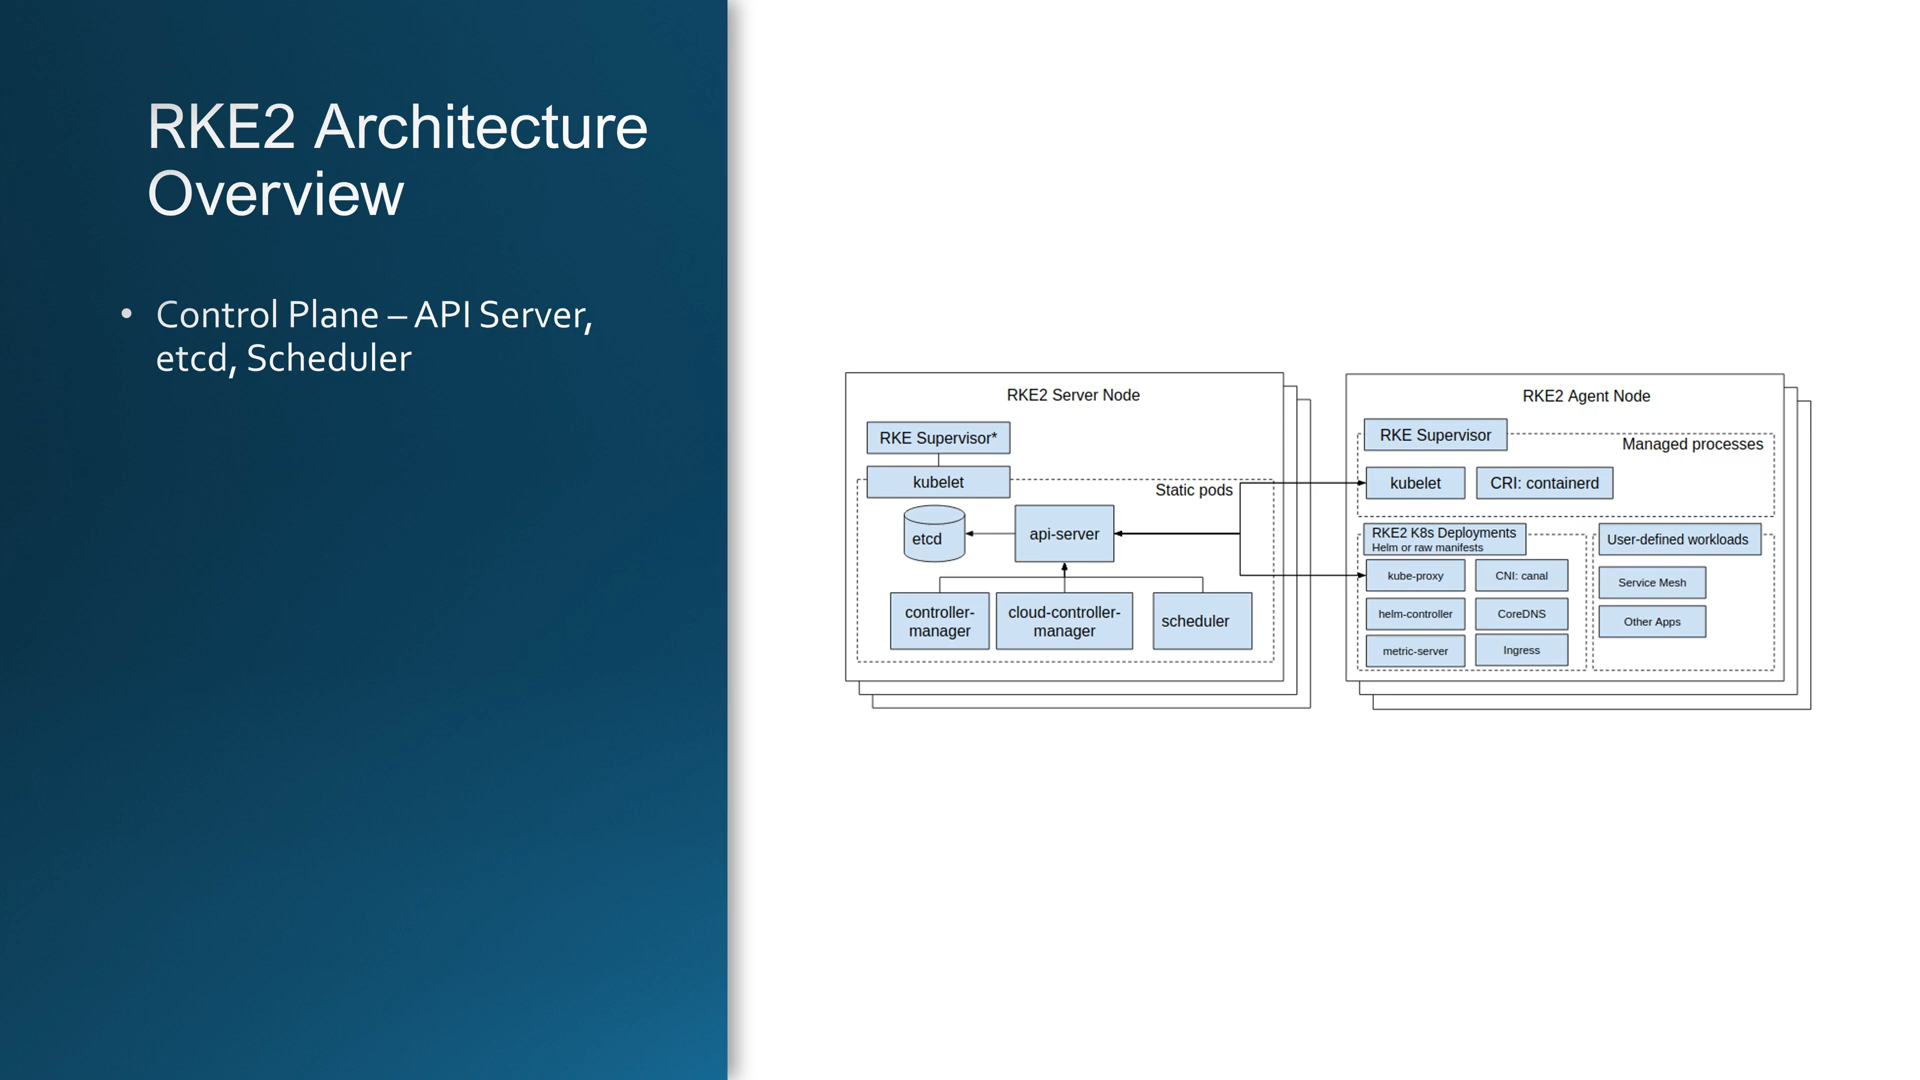 RKE2 Architecture
Overview
• Control Plane – API Server,
etcd, Scheduler
RKE2 Server Node
RKE Supervisor*
kubelet
Static pods
etcd
api-server
controller-
manager
cloud-controller-
manager
scheduler
RKE2 Agent Node
RKE Supervisor
Managed processes
kubelet
CRI: containerd
RKE2 K8s Deployments
Helm or raw manifests
kube-proxy
CNI: canal
helm-controller
CoreDNS
metric-server
Ingress
User-defined workloads
Service Mesh
Other Apps